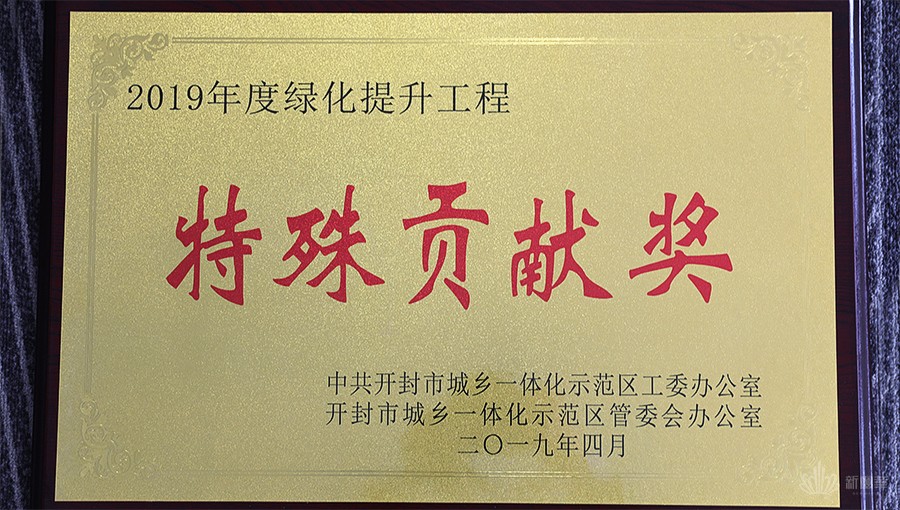 2019年度绿化提升工程
特殊贡献奖
中共开封市城乡一体化示范区工委办公室
开封市城乡一体化示范区管委会办公室
二〇一九年四月